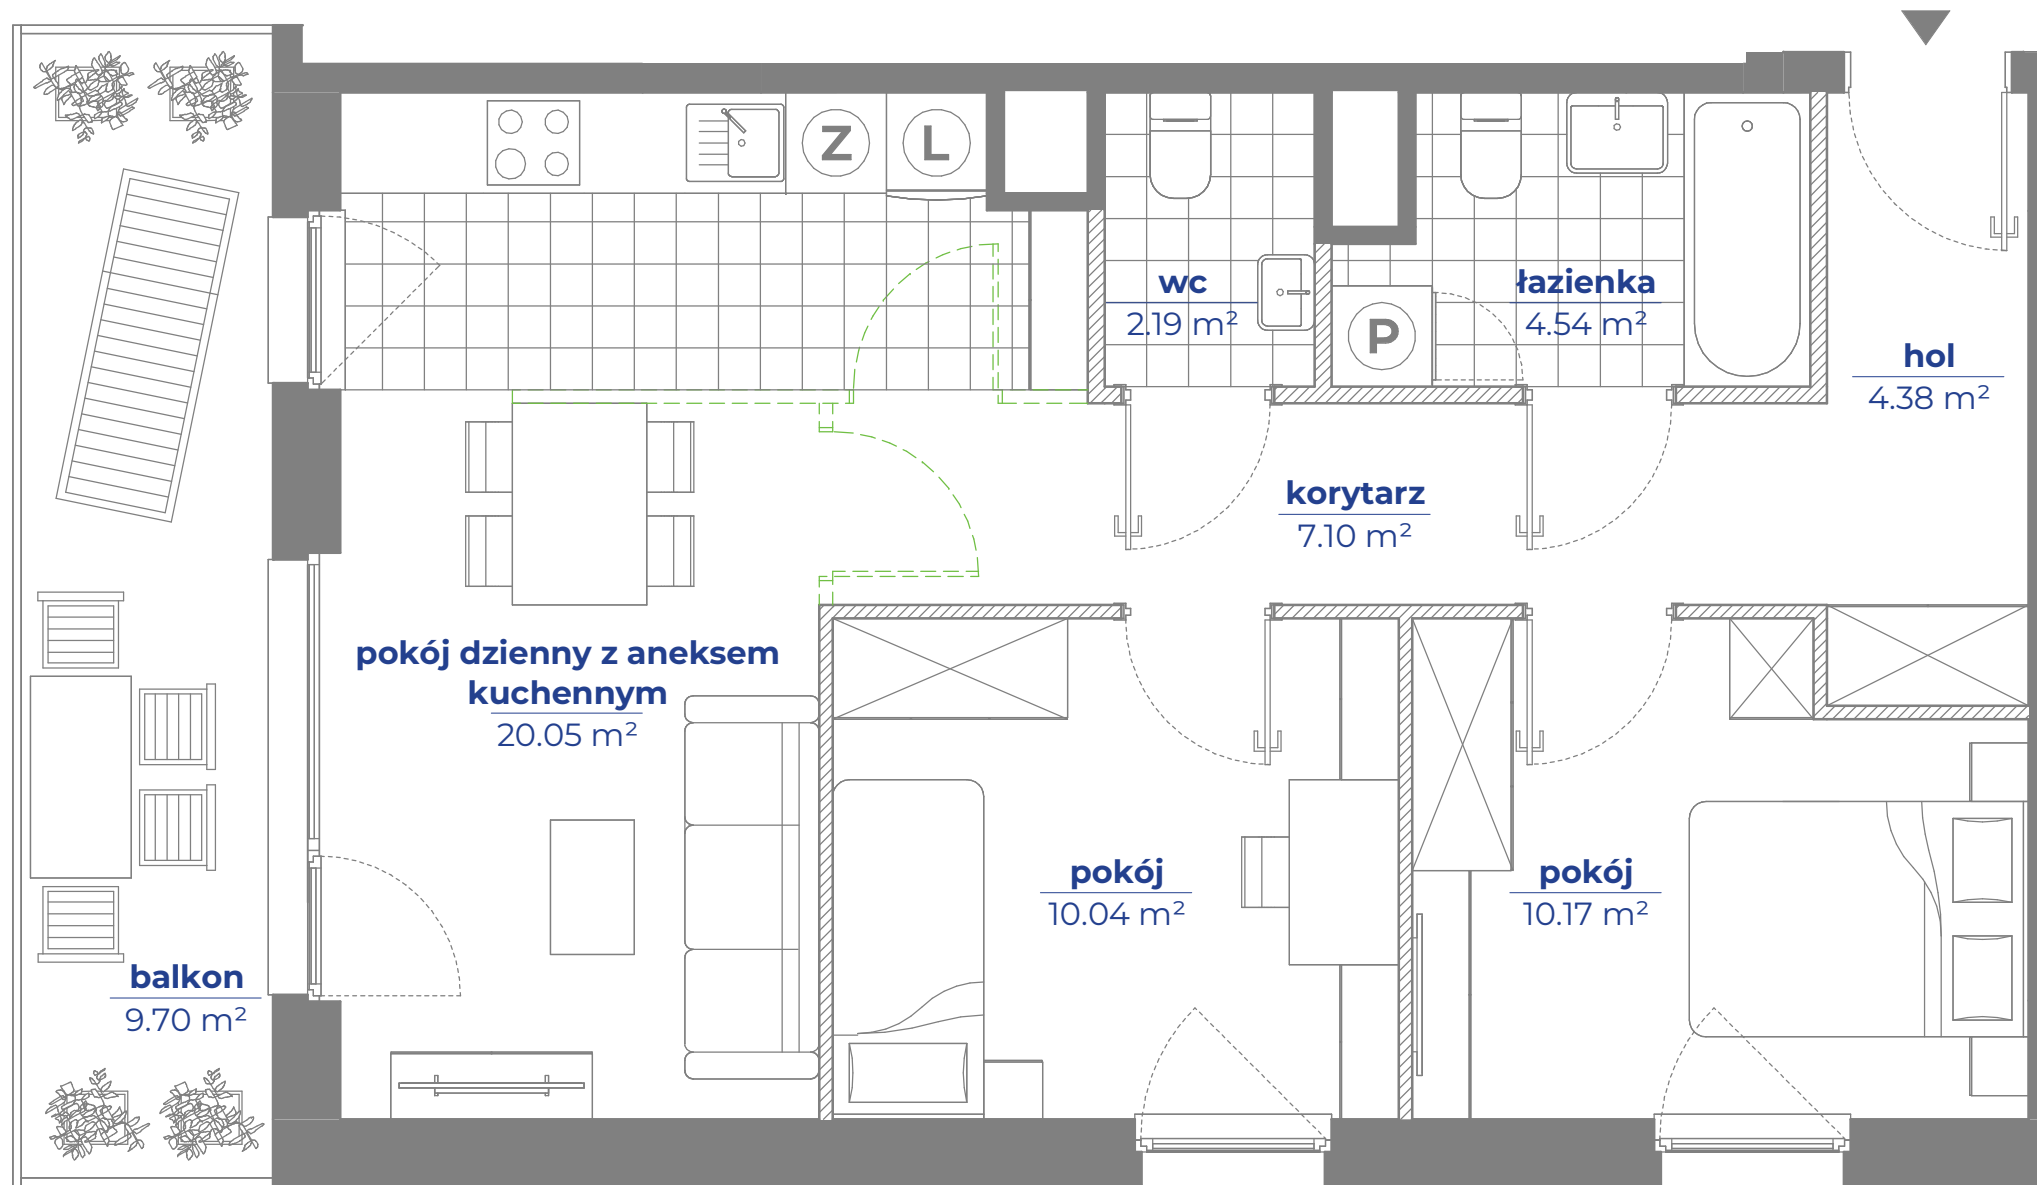 Z
L
wc
2.19 m²
P
łazienka
4.54 m²
hol
4.38 m²
korytarz
7.10 m²
pokój dzienny z aneksem
kuchennym
20.05 m²
pokój
10.04 m²
pokój
10.17 m²
balkon
9.70 m²